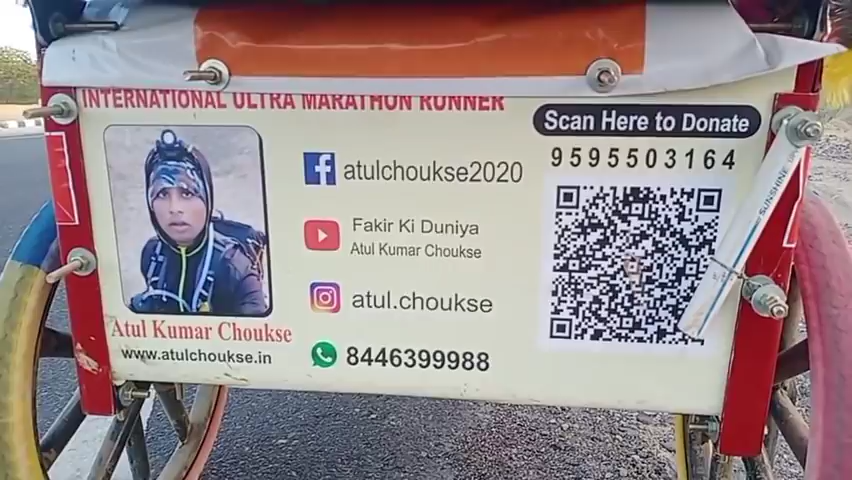 INTERNATIONAL ULTRA MARATHON RUNNER
Scan Here to Donate
9595503164
atulchoukse2020
Fakir Ki Duniya
Atul Kumar Choukse
atul.choukse
8446399988
Atul Kumar Choukse
www.atulchoukse.in
SUNSHINE